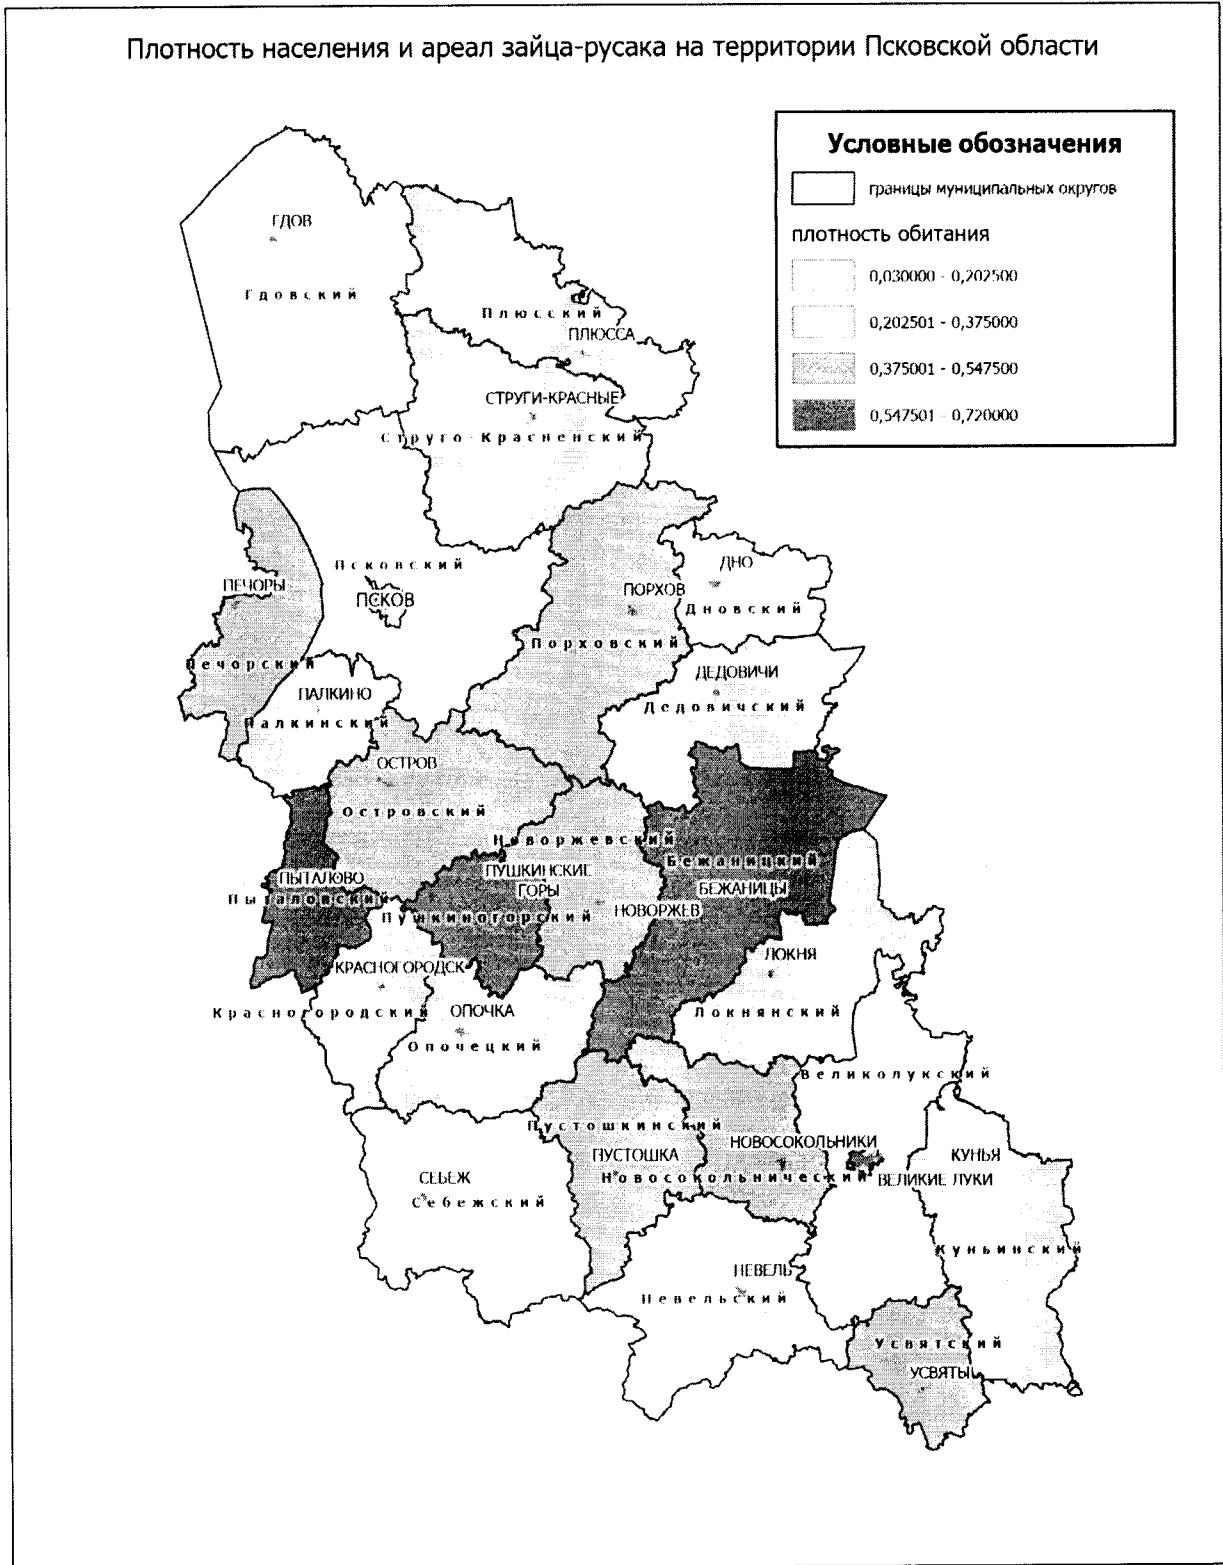 Плотность населения и ареал зайца-русака на территории Псковской области
Условные обозначения
границы муниципальных округов
плотность обитания
0,030000 - 0,202500
0,202501 - 0,375000
0,375001 - 0,547500
0,547501 - 0,720000
ГДОВ
Гдовский
Плюсский
ПЛЮССА
СТРУГИ-КРАСНЫЕ
Струго-Красненский
Псковский
ПСКОВ
ПЕЧОРЫ
Печорский
ДНО
Дновский
ПОРХОВ
Порховский
ПАЛКИНО
Палкинский
ДЕДОВИЧИ
Дедовичский
ОСТРОВ
Островский
Новоржевский
Бежаницкий
ПУШКИНСКИЕ
ГОРЫ
БЕЖАНИЦЫ
ПЫТАЛОВО
Пыталовский
Пушкиногорский
НОВОРЖЕВ
КРАСНОГОРОДСК
ЛОКНЯ
Красногородский
ОПОЧКА
Локнянский
Опочецкий
Великолукский
Пустошкинский
НОВОСОКОЛЬНИКИ
ПУСТОШКА
КУНЬЯ
СЕБЕЖ
Новосокольнический
ВЕЛИКИЕ ЛУКИ
Себежский
Куньинский
НЕВЕЛЬ
Невельский
Усвятский
УСВЯТЫ